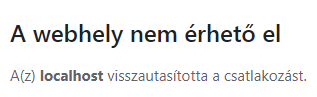 A webhely nem érhető el
A(z) localhost visszautasította a csatlakozást.